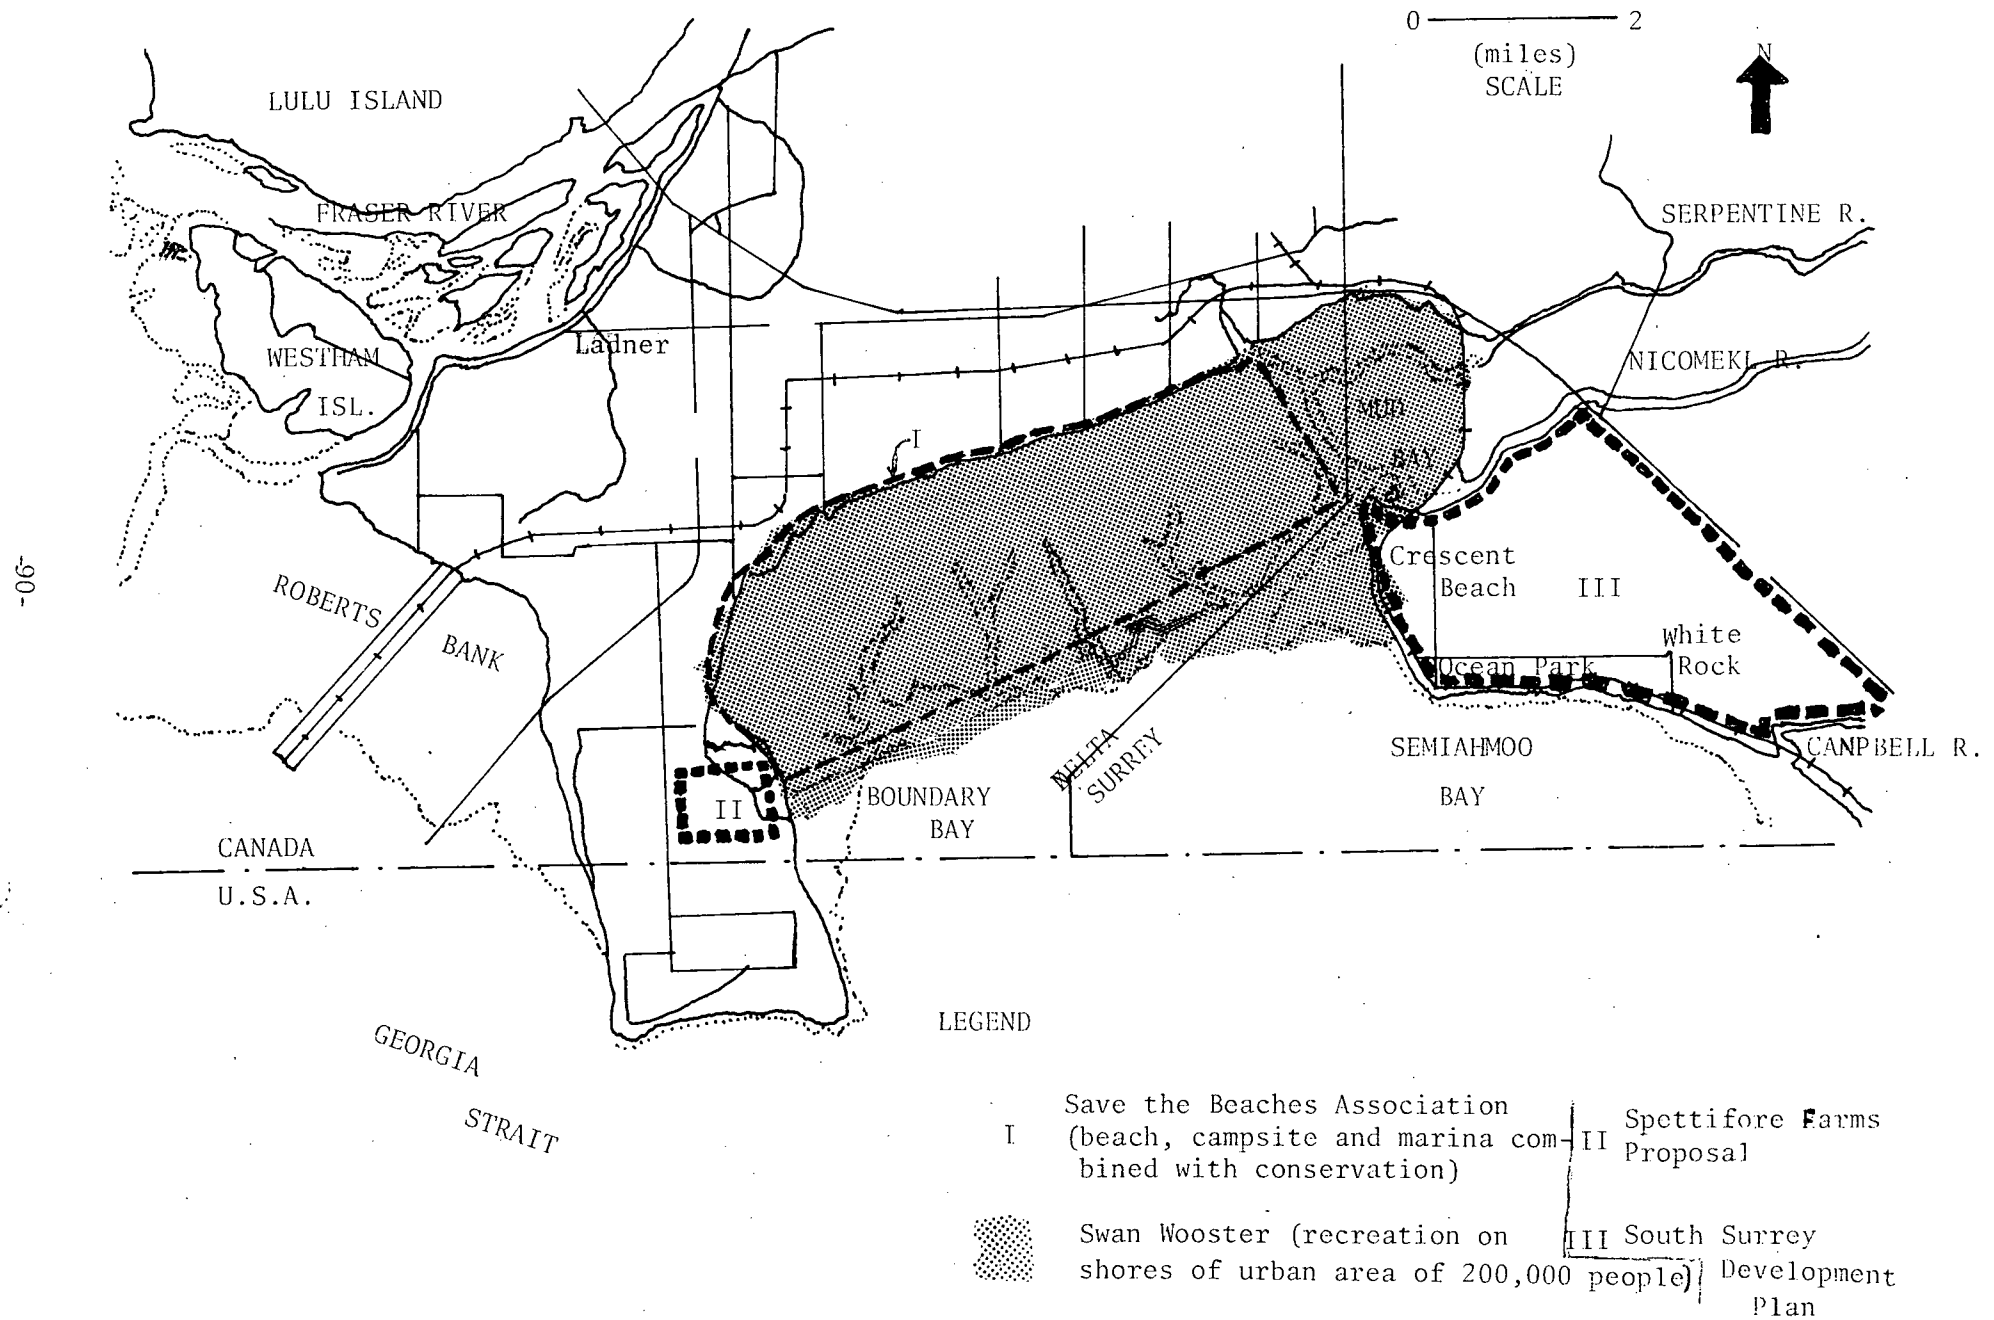 0 2
(miles)
SCALE
N
LULU ISLAND
FRASER RIVER
SERPENTINE R.
Ladner
WESTHAM
ISL.
NICOMEKL R.
MUD
BAY
I
-90-
Crescent
Beach
III
ROBERTS
BANK
White
Rock
Ocean Park
DELTA
SURREY
SEMIAHMOO
BAY
CANPBELL R.
II
BOUNDARY
BAY
CANADA
U.S.A.
GEORGIA
STRAIT
LEGEND
I
Save the Beaches Association
(beach, campsite and marina com-
bined with conservation)
II Spettifore Farms
Proposal
Swan Wooster (recreation on
shores of urban area of 200,000 people)
III South Surrey
Development
Plan